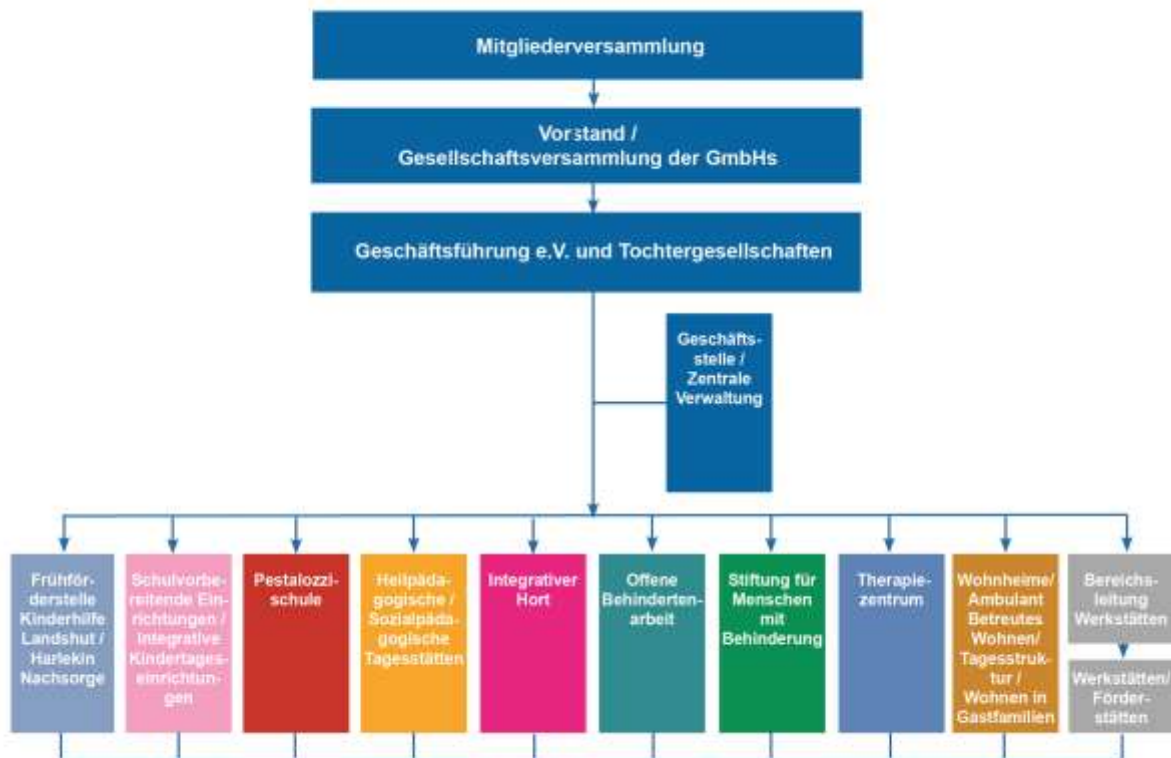 Mitgliederversammlung
Vorstand /
Gesellschaftsversammlung der GmbHs
Geschäftsführung e.V. und Tochtergesellschaften
Geschäfts-
stelle /
Zentrale
Verwaltung
Frühför-
derstelle
Kinderhilfe
Landshut /
Harlekin
Nachsorge
Schulvorbe-
reitende Ein-
richtungen /
Integrative
Kindertages-
einrichtun-
gen
Pestalozzi-
schule
Heilpäda-
gogische /
Sozialpäda-
gogische
Tagesstätten
Integrativer
Hort
Offene
Behinderten-
arbeit
Stiftung für
Menschen
mit
Behinderung
Therapie-
zentrum
Wohnheime/
Ambulant
Betreutes
Wohnen/
Tagesstruk-
tur /
Wohnen in
Gastfamilien
Bereichs-
leitung
Werkstätten
Werkstätten/
Förder-
stätten